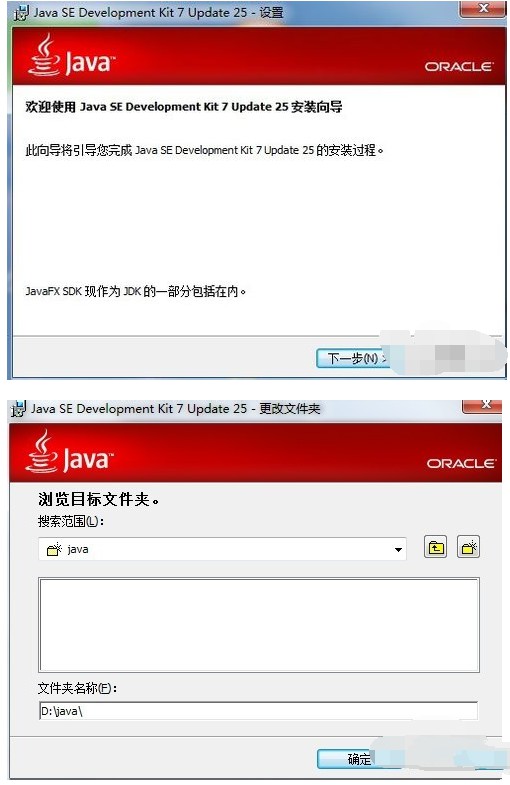 Java SE Development Kit 7 Update 25 - 设置
Java™
ORACLE
欢迎使用 Java SE Development Kit 7 Update 25 安装向导
此向导将引导您完成 Java SE Development Kit 7 Update 25 的安装过程。
JavaFX SDK 现作为 JDK 的一部分包括在内。
下一步(N) >
Java SE Development Kit 7 Update 25 - 更改文件夹
Java™
ORACLE
浏览目标文件夹。
搜索范围(L):
java
文件夹名称(F):
D:\java\
确定